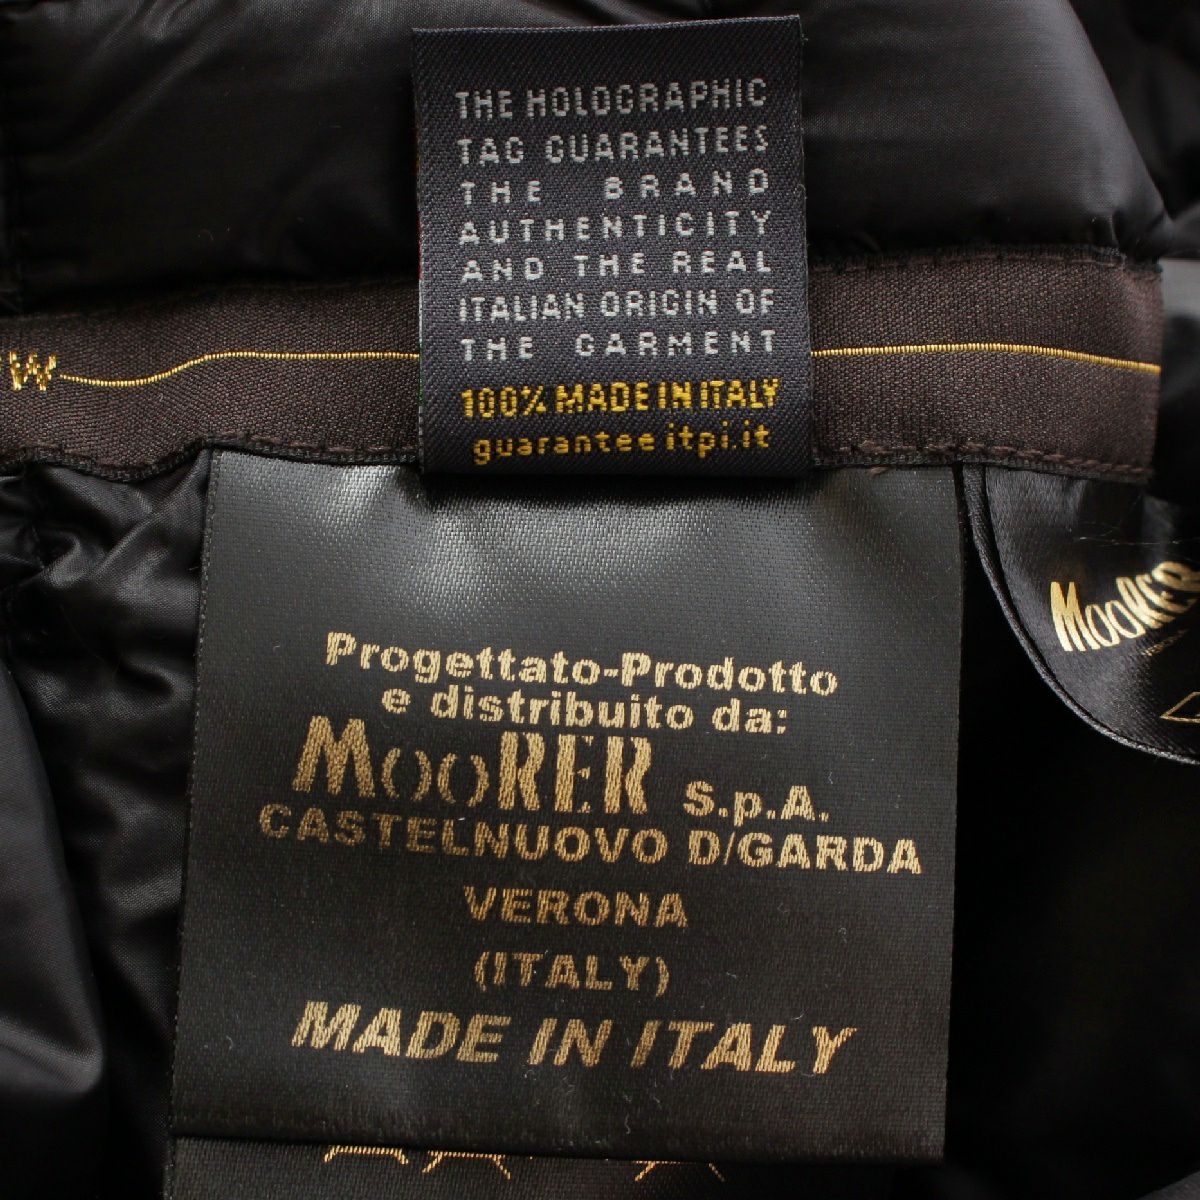 THE HOLOGRAPHIC
TAG GUARANTEES
THE BRAND
AUTHENTICITY
AND THE REAL
ITALIAN ORIGIN OF
THE GARMENT
100% MADE IN ITALY
guarantee itpi.it
W
Progettato-Prodotto
e distribuito da:
MooRER s.p.A.
CASTELNUOVO D/GARDA
VERONA
(ITALY)
MADE IN ITALY
MooRER